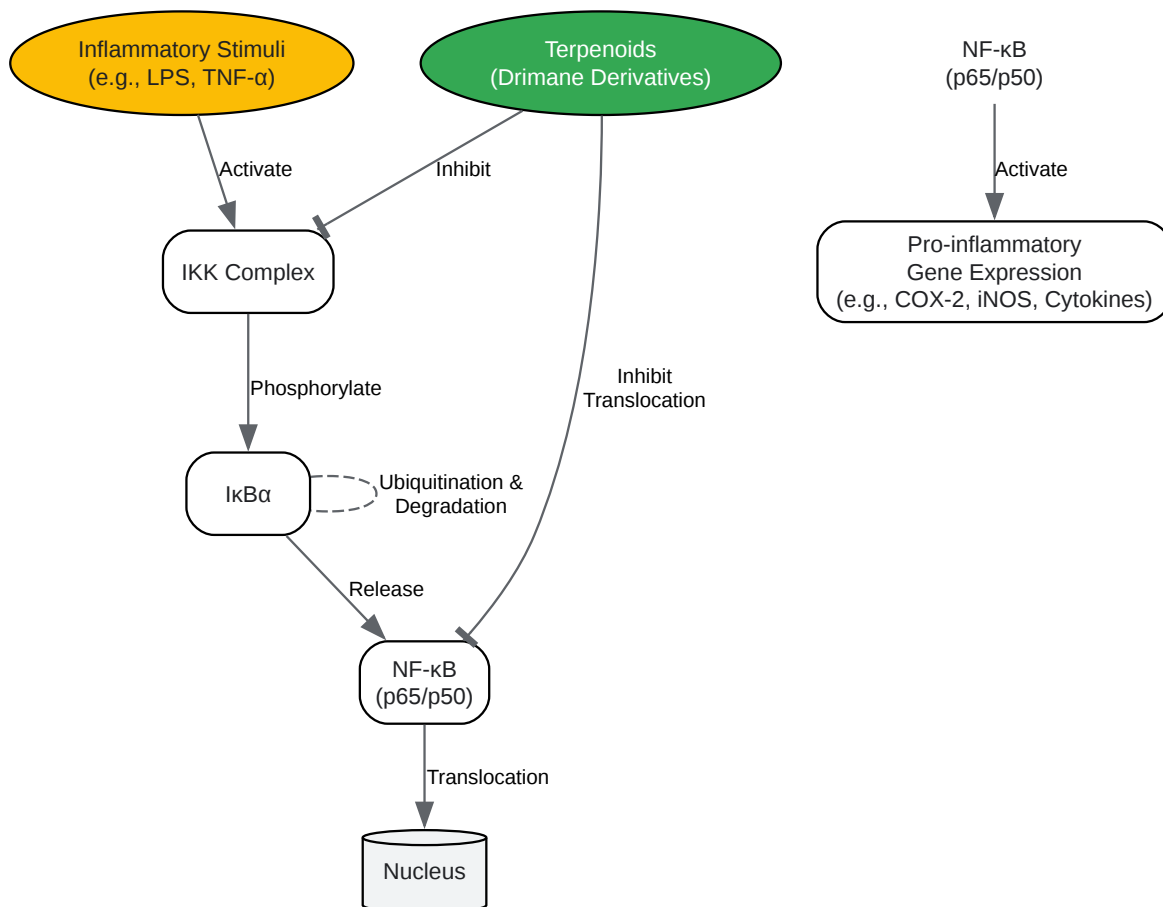 Inflammatory Stimuli
(e.g., LPS, TNF-α)
Terpenoids
(Drimane Derivatives)
NF-κB
(p65/p50)
Activate
Inhibit
Activate
IKK Complex
Pro-inflammatory
Gene Expression
(e.g., COX-2, iNOS, Cytokines)
Phosphorylate
Inhibit
Translocation
IκBα
Ubiquitination &
Degradation
Release
NF-κB
(p65/p50)
Translocation
Nucleus